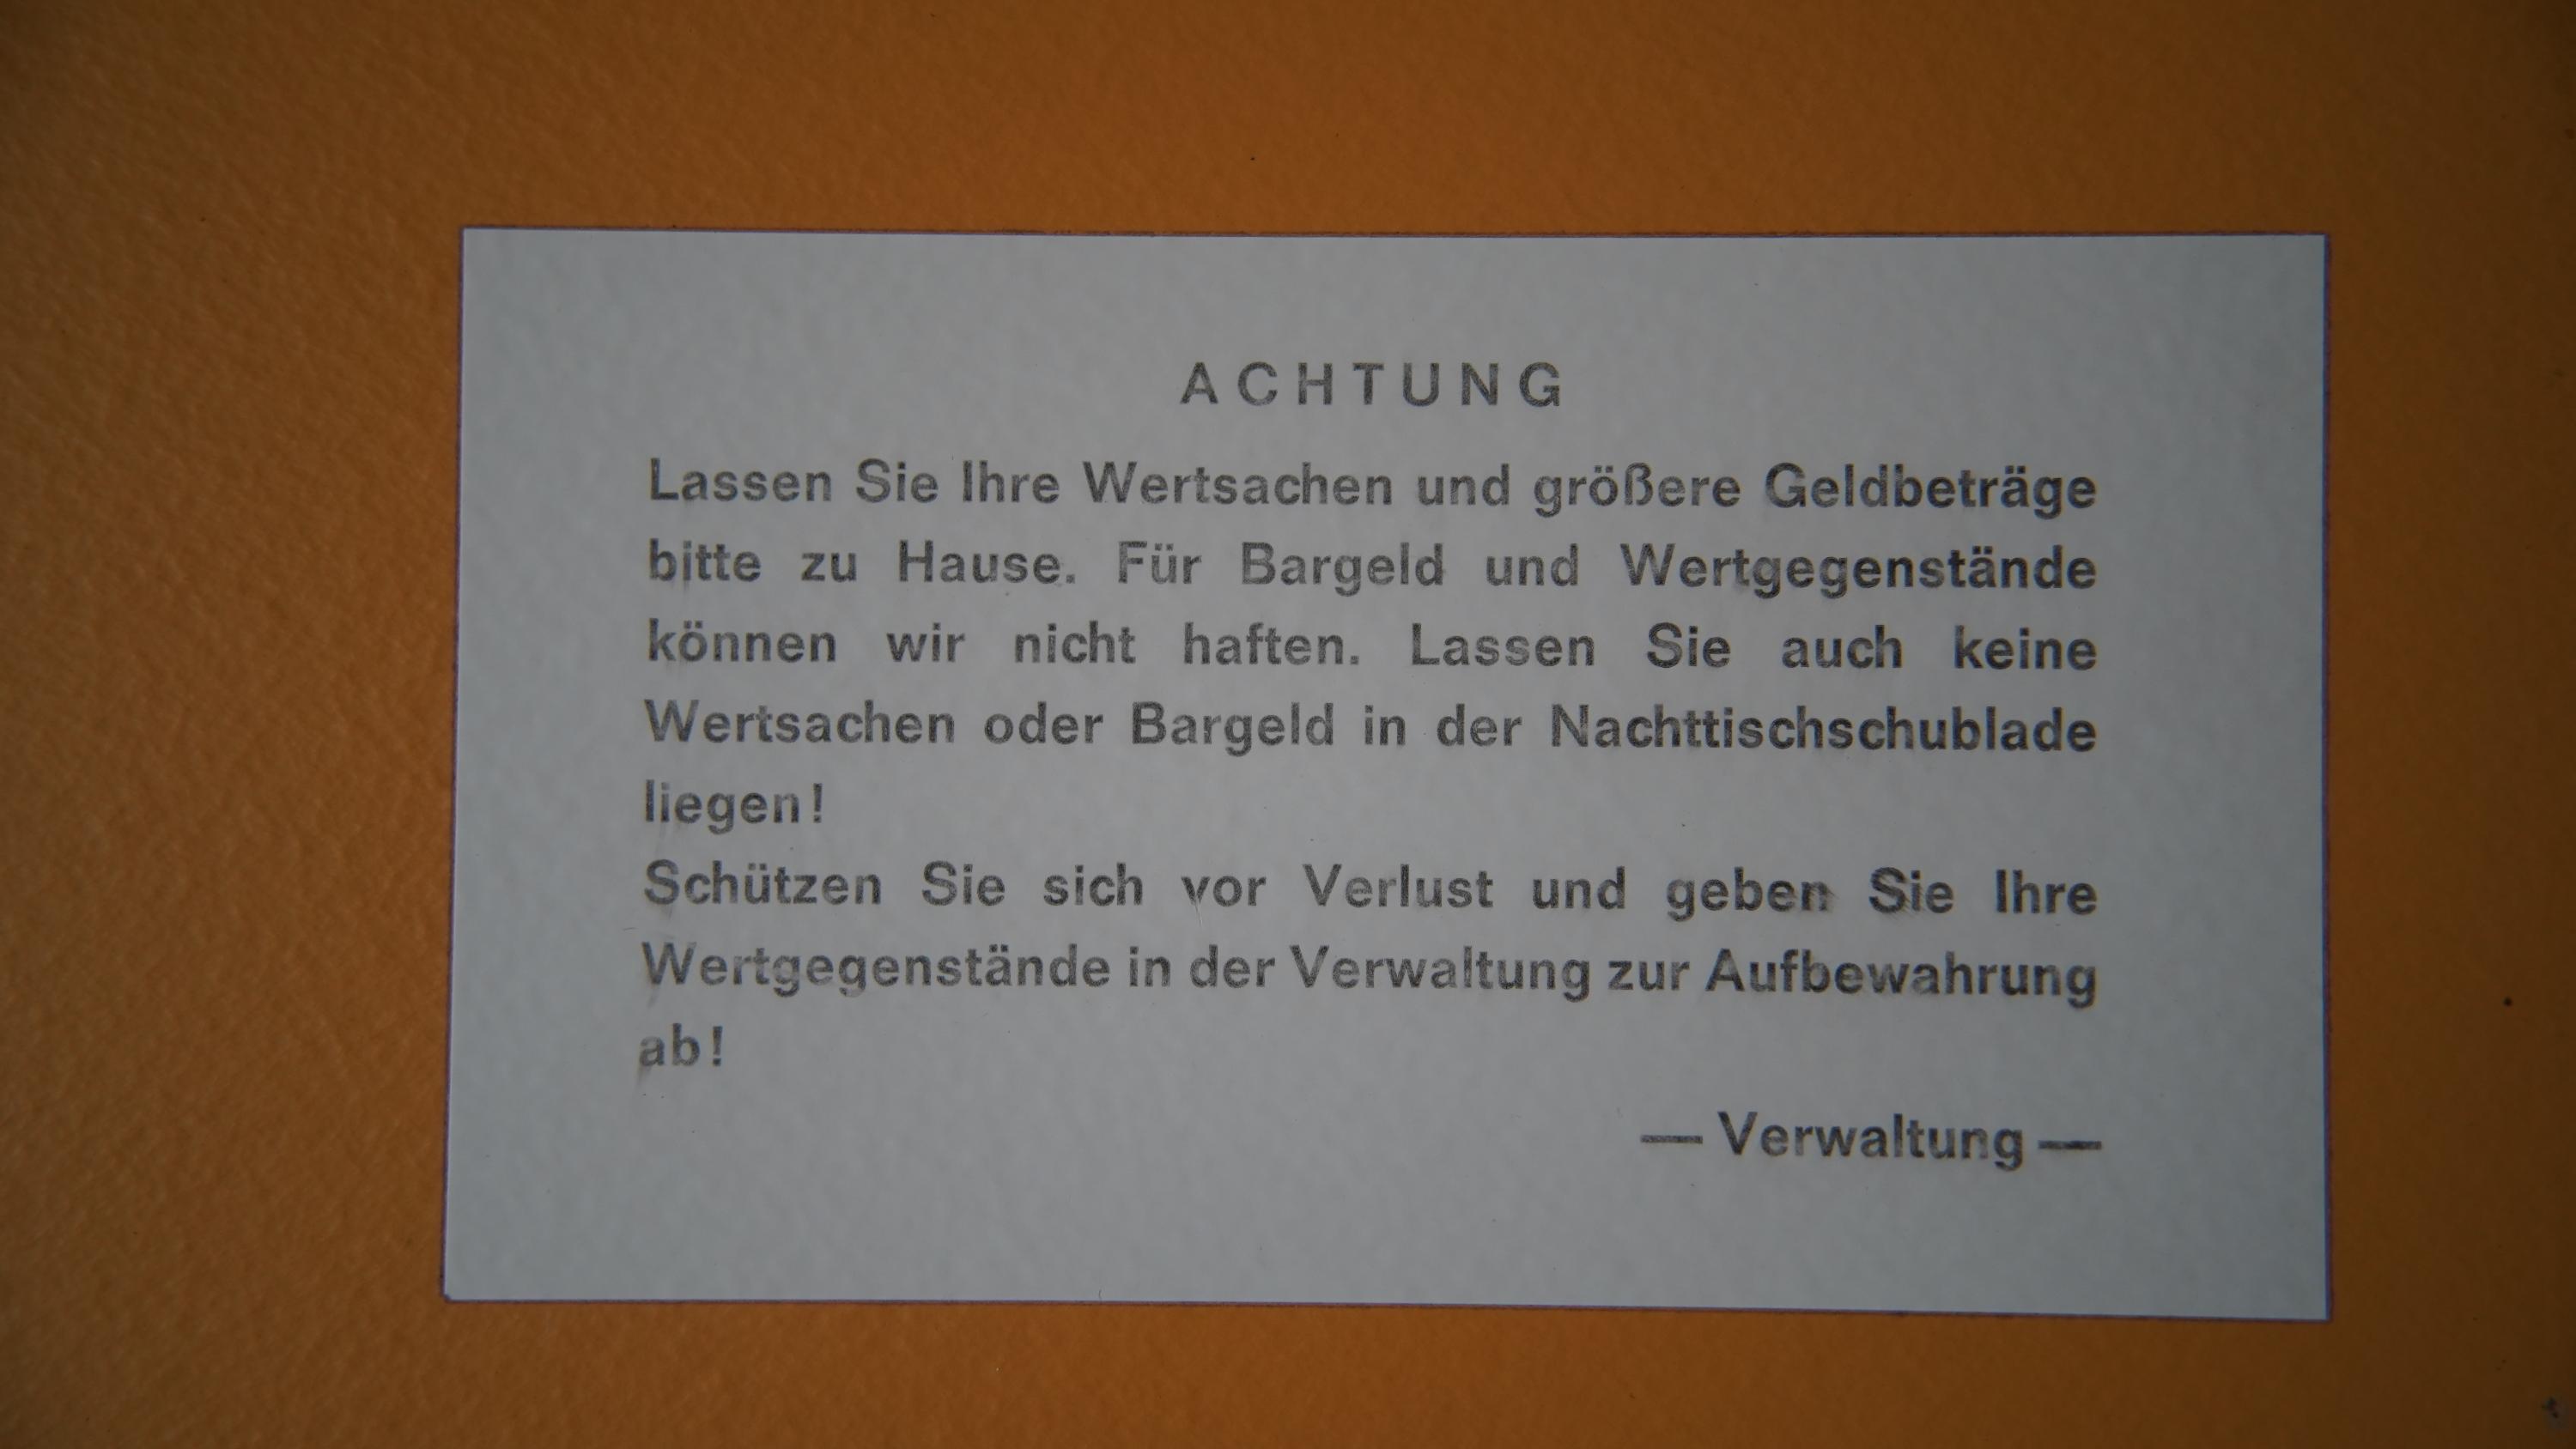 ACHTUNG
Lassen Sie Ihre Wertsachen und größere Geldbeträge
bitte zu Hause. Für Bargeld und Wertgegenstände
können wir nicht haften. Lassen Sie auch keine
Wertsachen oder Bargeld in der Nachttischschublade
liegen!
Schützen Sie sich vor Verlust und geben Sie Ihre
Wertgegenstände in der Verwaltung zur Aufbewahrung
ab!
— Verwaltung —